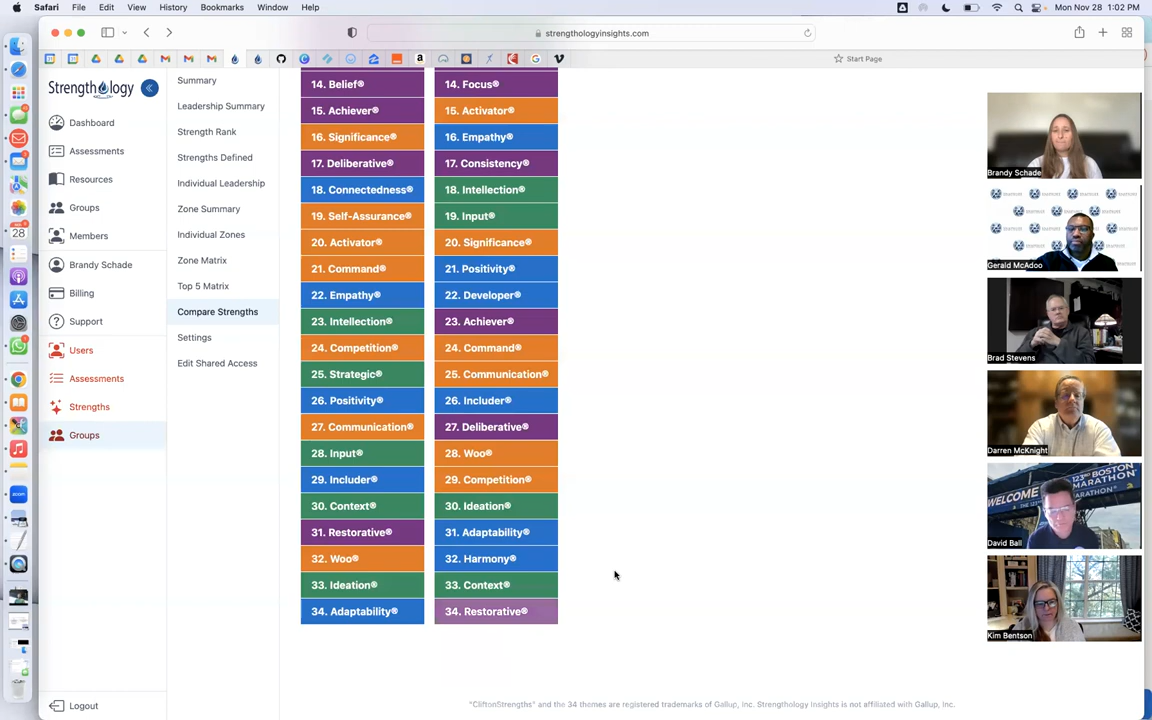 Safari File Edit View History Bookmarks Window Help
Mon Nov 28 1:02 PM
strengthologyinsights.com
Start Page
Strengthology
Dashboard
Assessments
Resources
Groups
Members
Brandy Schade
Billing
Support
Users
Assessments
Strengths
Groups
Logout
Summary
Leadership Summary
Strength Rank
Strengths Defined
Individual Leadership
Zone Summary
Individual Zones
Zone Matrix
Top 5 Matrix
Compare Strengths
Settings
Edit Shared Access
14. Belief®
15. Achiever®
16. Significance®
17. Deliberative®
18. Connectedness®
19. Self-Assurance®
20. Activator®
21. Command®
22. Empathy®
23. Intellection®
24. Competition®
25. Strategic®
26. Positivity®
27. Communication®
28. Input®
29. Includer®
30. Context®
31. Restorative®
32. Woo®
33. Ideation®
34. Adaptability®
14. Focus®
15. Activator®
16. Empathy®
17. Consistency®
18. Intellection®
19. Input®
20. Significance®
21. Positivity®
22. Developer®
23. Achiever®
24. Command®
25. Communication®
26. Includer®
27. Deliberative®
28. Woo®
29. Competition®
30. Ideation®
31. Adaptability®
32. Harmony®
33. Context®
34. Restorative®
"CliftonStrengths" and the 34 themes are registered trademarks of Gallup, Inc. Strengthology Insights is not affiliated with Gallup, Inc.
Brandy Schade
Gerald McAdoo
Brad Stevens
Darren McKnight
WELCOME 123RD BOSTON
MARATHON
David Ball
Kim Bentson
28
zoom